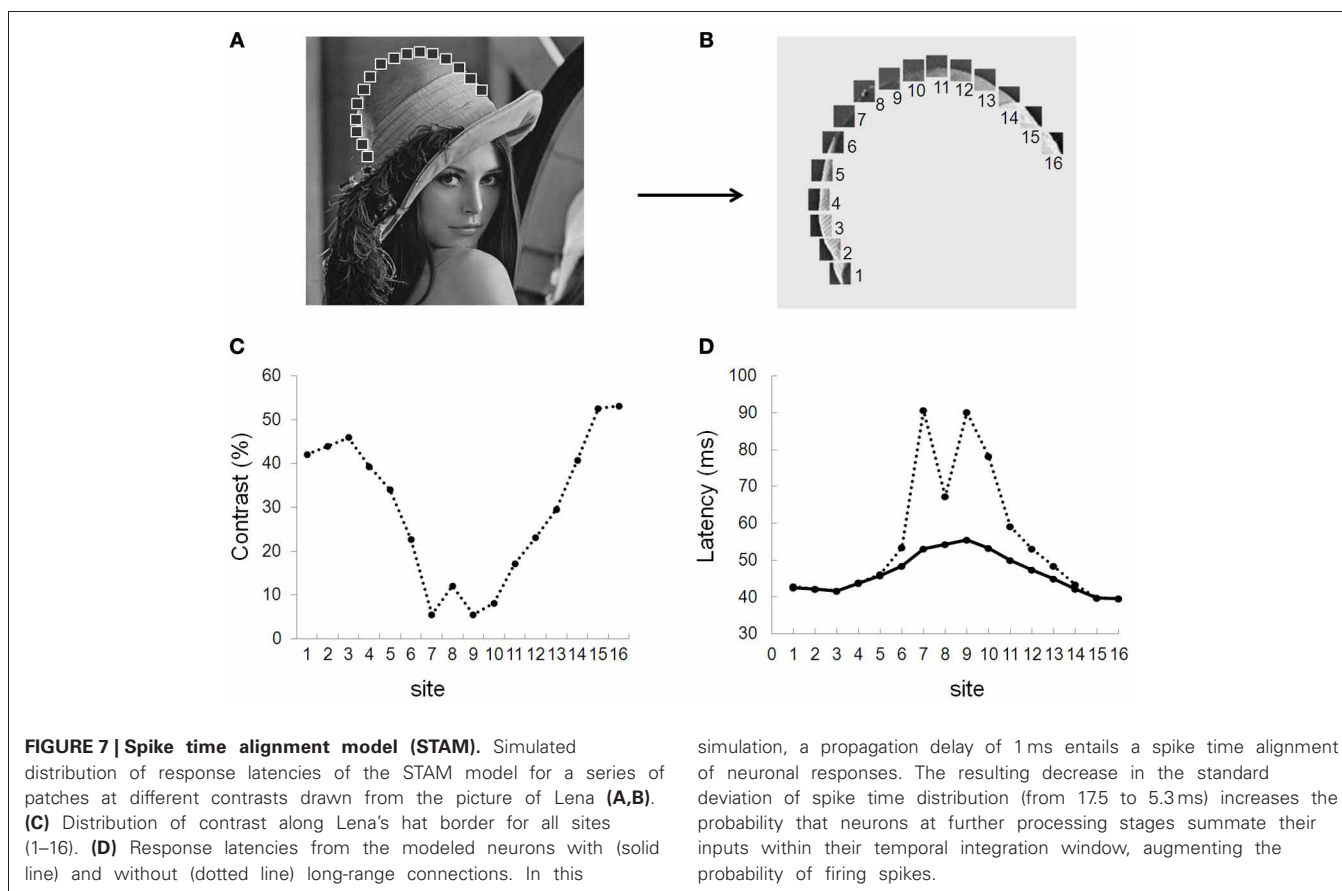 A
B
1
2
3
4
5
6
7
8
9
10
11
12
13
14
15
16
C
60
50
40
30
20
10
0
Contrast (%)
1 2 3 4 5 6 7 8 9 10 11 12 13 14 15 16
site
D
100
90
80
70
60
50
40
30
Latency (ms)
0 1 2 3 4 5 6 7 8 9 10 11 12 13 14 15 16
site
FIGURE 7 | Spike time alignment model (STAM). Simulated
distribution of response latencies of the STAM model for a series of
patches at different contrasts drawn from the picture of Lena (A,B).
(C) Distribution of contrast along Lena's hat border for all sites
(1–16). (D) Response latencies from the modeled neurons with (solid
line) and without (dotted line) long-range connections. In this
simulation, a propagation delay of 1 ms entails a spike time alignment
of neuronal responses. The resulting decrease in the standard
deviation of spike time distribution (from 17.5 to 5.3 ms) increases the
probability that neurons at further processing stages summate their
inputs within their temporal integration window, augmenting the
probability of firing spikes.